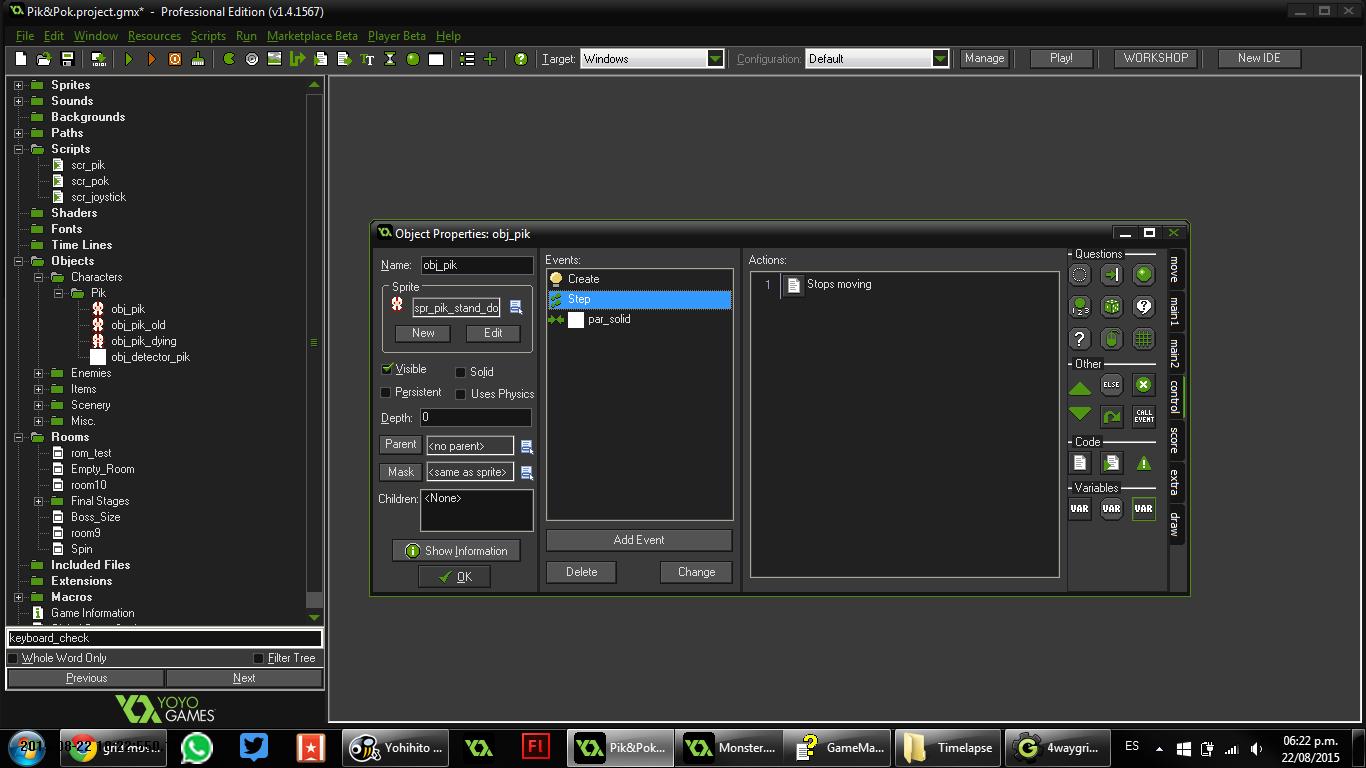 Pik&Pok.project.gmx* - Professional Edition (v1.4.1567)
File Edit Window Resources Scripts Run Marketplace Beta Player Beta Help
Target: Windows Configuration: Default Manage Play! WORKSHOP New IDE
Sprites
Sounds
Backgrounds
Paths
Scripts
scr_pik
scr_pok
scr_joystick
Shaders
Fonts
Time Lines
Objects
Characters
Pik
obj_pik
obj_pik_old
obj_pik_dying
obj_detector_pik
Enemies
Items
Scenery
Misc.
Rooms
rom_test
Empty_Room
room10
Final Stages
Boss_Size
room9
Spin
Included Files
Extensions
Macros
Game Information
keyboard_check
Whole Word Only Filter Tree
Previous Next
YOYO
GAMES
Object Properties: obj_pik
Name: obj_pik
Sprite
spr_pik_stand_do
New Edit
Visible Solid
Persistent Uses Physics
Depth: 0
Parent <no parent>
Mask <same as sprite>
Children: <None>
Show Information
OK
Events:
Create
Step
par_solid
Add Event
Delete Change
Actions:
1 Stops moving
Questions
Other
ELSE
CALL
EVENT
Code
Variables
VAR VAR VAR
move
main1
main2
control
score
extra
draw
Yohihito ... Fl Pik&Pok... Monster.... GameMa... Timelapse 4waygri... ES
06:22 p.m.
22/08/2015